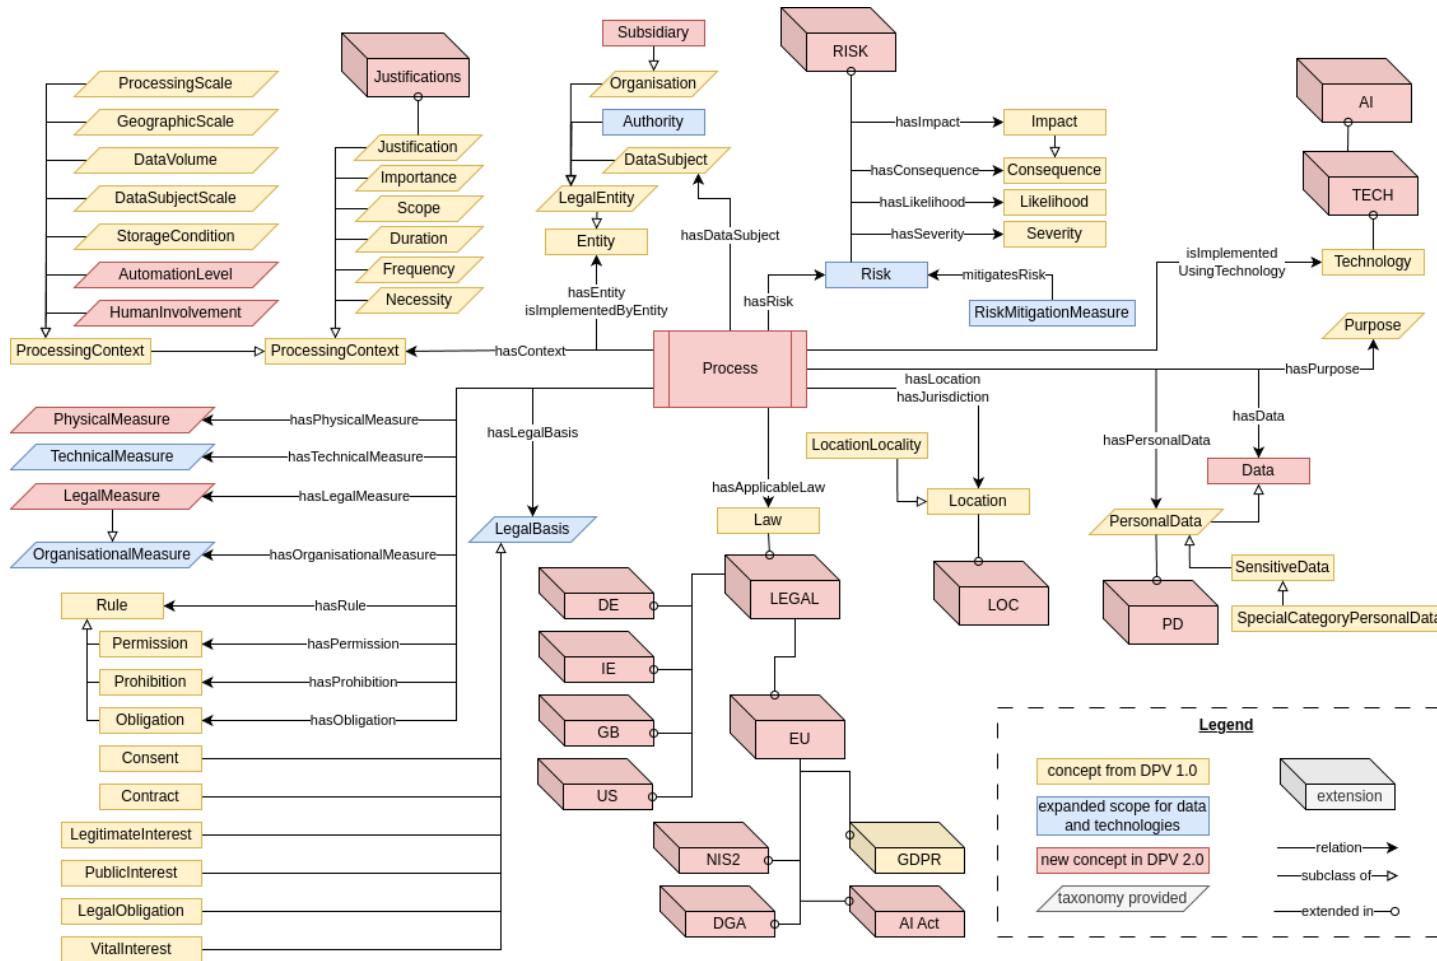 Subsidiary
RISK
Justifications
ProcessingScale
Organisation
AI
GeographicScale
Authority
hasImpact
Impact
DataVolume
Justification
DataSubject
hasConsequence
Consequence
Importance
DataSubjectScale
LegalEntity
hasLikelihood
Likelihood
TECH
Scope
StorageCondition
Duration
Entity
hasDataSubject
hasSeverity
Severity
AutomationLevel
Frequency
Risk
mitigatesRisk
isImplemented
UsingTechnology
Technology
HumanInvolvement
Necessity
hasEntity
isImplementedByEntity
hasRisk
RiskMitigationMeasure
Purpose
ProcessingContext
ProcessingContext
hasContext
Process
hasPurpose
hasLocation
hasJurisdiction
PhysicalMeasure
hasPhysicalMeasure
hasLegalBasis
hasData
hasPersonalData
TechnicalMeasure
hasTechnicalMeasure
LocationLocality
Data
LegalMeasure
hasLegalMeasure
hasApplicableLaw
Location
LegalBasis
Law
PersonalData
OrganisationalMeasure
hasOrganisationalMeasure
SensitiveData
Rule
hasRule
DE
LEGAL
LOC
PD
SpecialCategoryPersonalData
Permission
hasPermission
IE
Prohibition
hasProhibition
Obligation
hasObligation
GB
EU
Consent
Contract
US
LegitimateInterest
PublicInterest
NIS2
GDPR
LegalObligation
DGA
AI Act
VitalInterest
Legend
concept from DPV 1.0
extension
expanded scope for data
and technologies
new concept in DPV 2.0
relation
subclass of
taxonomy provided
extended in